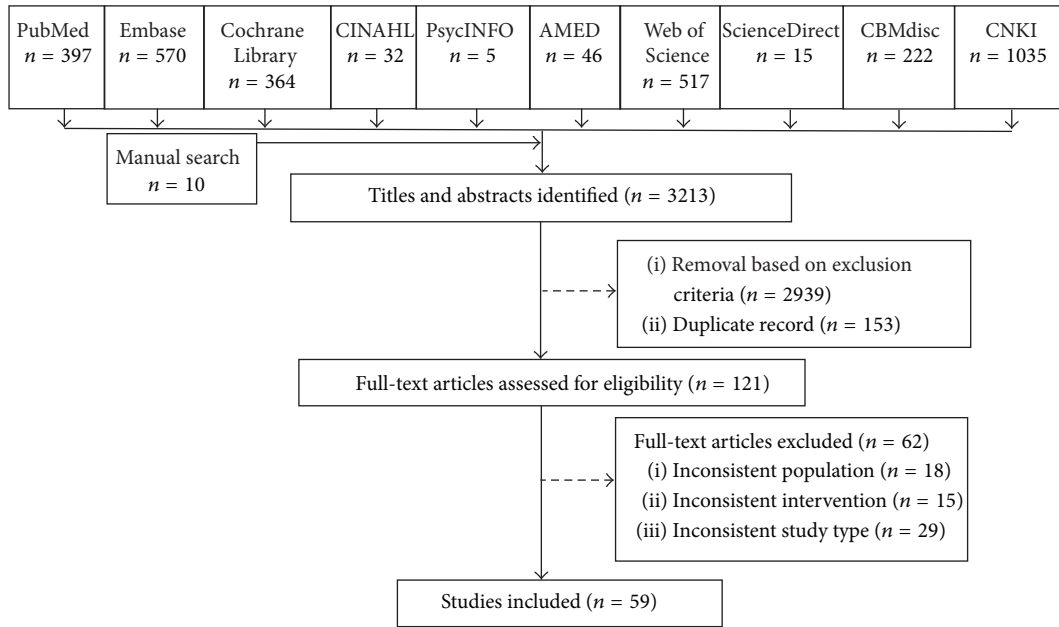 PubMed
n = 397
Embase
n = 570
Cochrane
Library
n = 364
CINAHL
n = 32
PsycINFO
n = 5
AMED
n = 46
Web of
Science
n = 517
ScienceDirect
n = 15
CBMdisc
n = 222
CNKI
n = 1035
Manual search
n = 10
Titles and abstracts identified (n = 3213)
(i) Removal based on exclusion
criteria (n = 2939)
(ii) Duplicate record (n = 153)
Full-text articles assessed for eligibility (n = 121)
Full-text articles excluded (n = 62)
(i) Inconsistent population (n = 18)
(ii) Inconsistent intervention (n = 15)
(iii) Inconsistent study type (n = 29)
Studies included (n = 59)